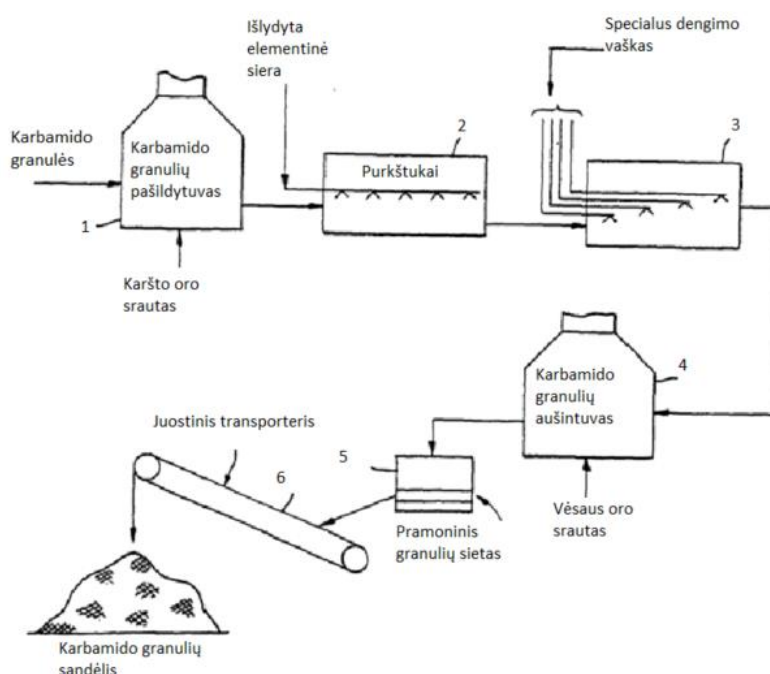 Išlydyta
elementinė
siera
Specialus dengimo
vaškas
Karbamido
granulės
Karbamido
granulių
pašildytuvas
1
Karšto oro
srautas
2
Purkštukai
3
Karbamido
granulių
aušintuvas
4
Vėsaus oro
srautas
5
Pramoninis
granulių sietas
Juostinis transporteris
6
Karbamido granulių
sandėlis